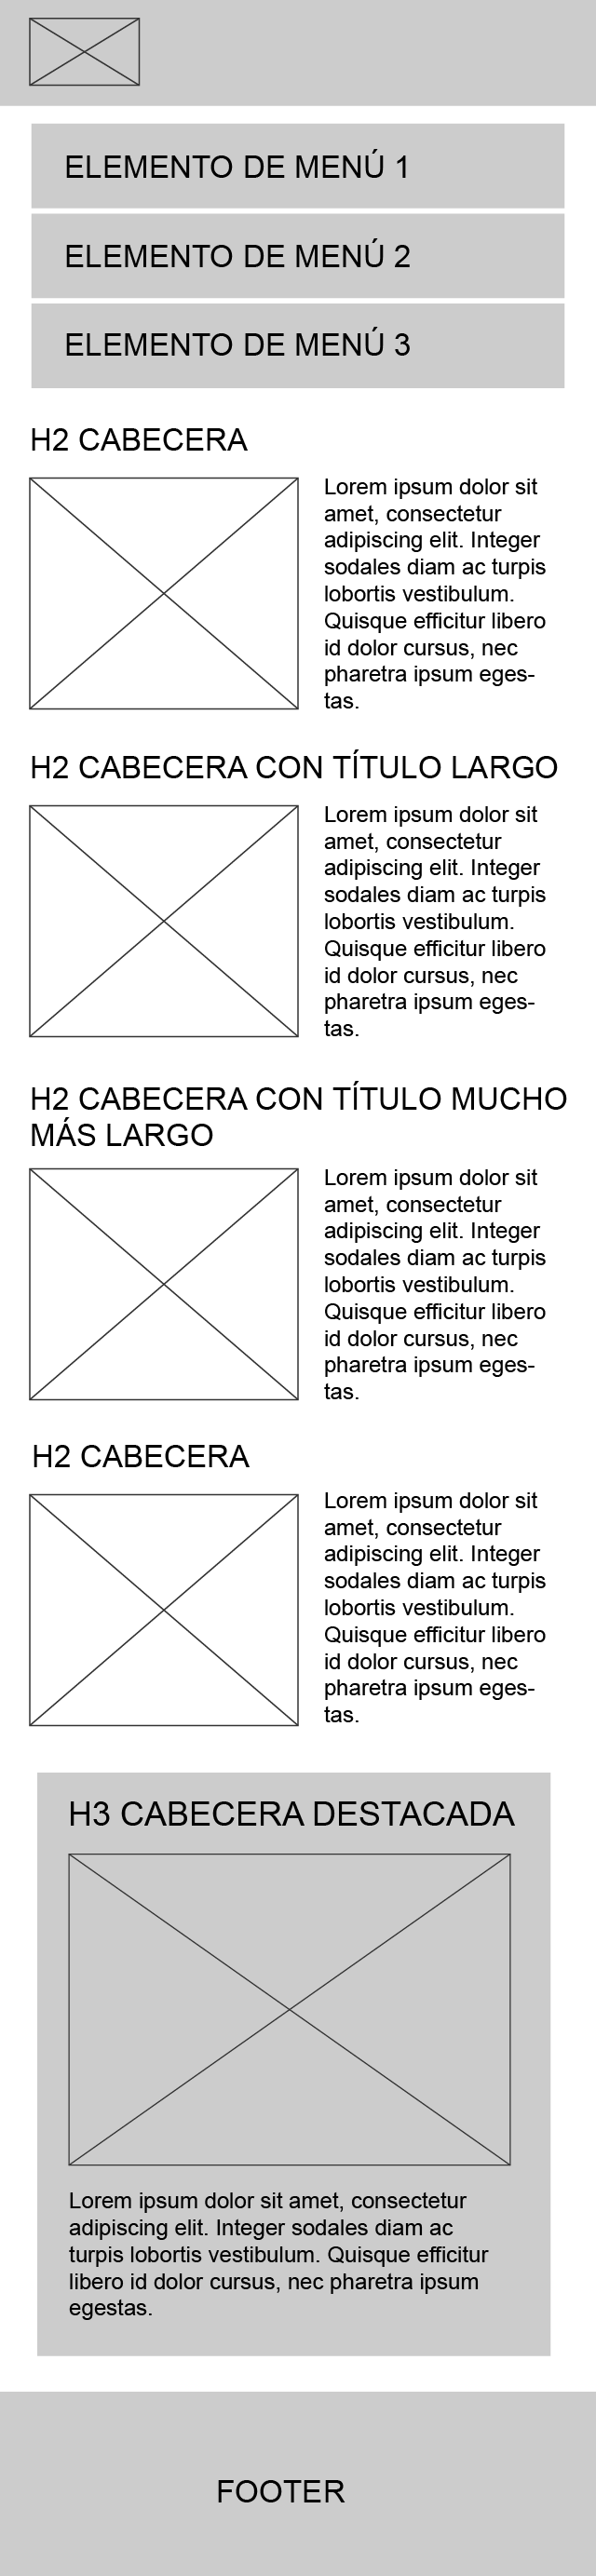 ELEMENTO DE MENÚ 1
ELEMENTO DE MENÚ 2
ELEMENTO DE MENÚ 3
H2 CABECERA
Lorem ipsum dolor sit
amet, consectetur
adipiscing elit. Integer
sodales diam ac turpis
lobortis vestibulum.
Quisque efficitur libero
id dolor cursus, nec
pharetra ipsum eges-
tas.
H2 CABECERA CON TÍTULO LARGO
Lorem ipsum dolor sit
amet, consectetur
adipiscing elit. Integer
sodales diam ac turpis
lobortis vestibulum.
Quisque efficitur libero
id dolor cursus, nec
pharetra ipsum eges-
tas.
H2 CABECERA CON TÍTULO MUCHO
MÁS LARGO
Lorem ipsum dolor sit
amet, consectetur
adipiscing elit. Integer
sodales diam ac turpis
lobortis vestibulum.
Quisque efficitur libero
id dolor cursus, nec
pharetra ipsum eges-
tas.
H2 CABECERA
Lorem ipsum dolor sit
amet, consectetur
adipiscing elit. Integer
sodales diam ac turpis
lobortis vestibulum.
Quisque efficitur libero
id dolor cursus, nec
pharetra ipsum eges-
tas.
H3 CABECERA DESTACADA
Lorem ipsum dolor sit amet, consectetur
adipiscing elit. Integer sodales diam ac
turpis lobortis vestibulum. Quisque efficitur
libero id dolor cursus, nec pharetra ipsum
egestas.
FOOTER